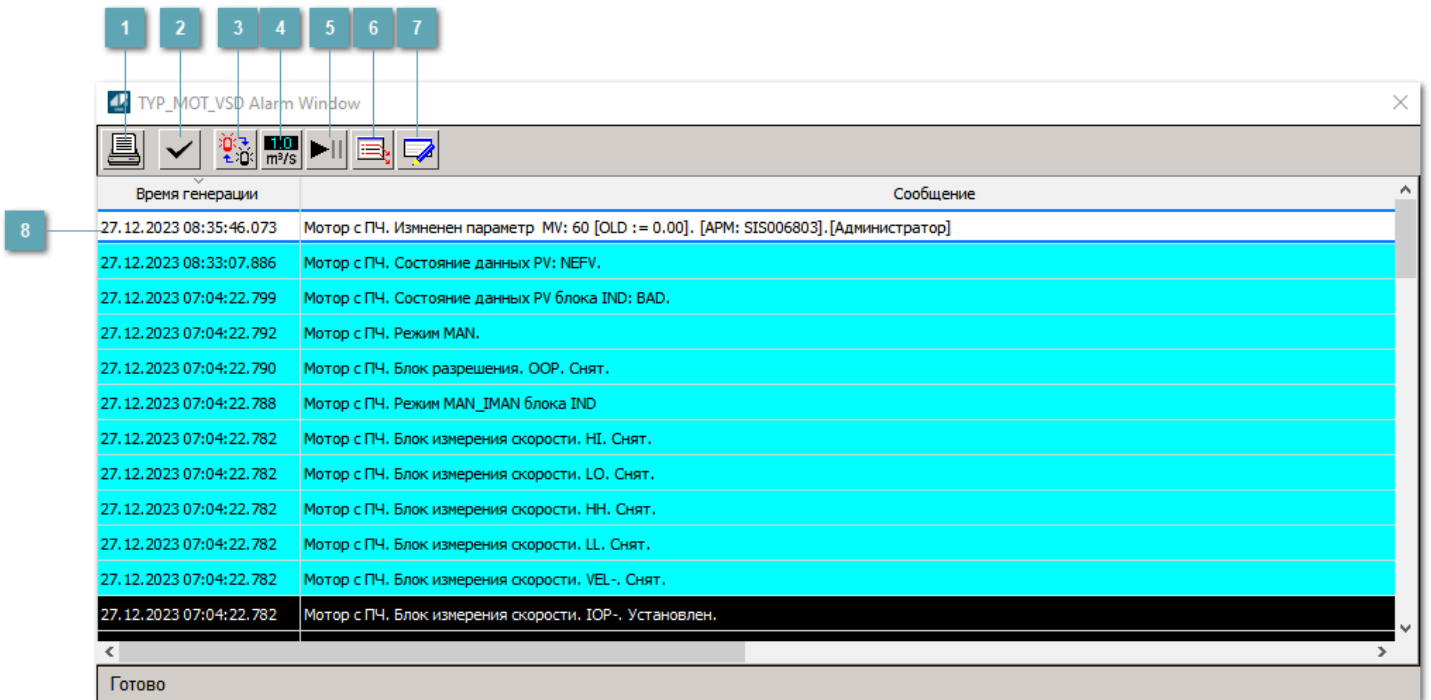 1 2 3 4 5 6 7
TYP_MOT_VSD Alarm Window
1.0
m³/s
Время генерации Сообщение
8
27.12.2023 08:35:46.073 Мотор с ПЧ. Измненен параметр MV: 60 [OLD := 0.00]. [АРМ: SIS006803].[Администратор]
27.12.2023 08:33:07.886 Мотор с ПЧ. Состояние данных PV: NEFV.
27.12.2023 07:04:22.799 Мотор с ПЧ. Состояние данных PV блока IND: BAD.
27.12.2023 07:04:22.792 Мотор с ПЧ. Режим MAN.
27.12.2023 07:04:22.790 Мотор с ПЧ. Блок разрешения. OOP. Снят.
27.12.2023 07:04:22.788 Мотор с ПЧ. Режим MAN_IMAN блока IND
27.12.2023 07:04:22.782 Мотор с ПЧ. Блок измерения скорости. HI. Снят.
27.12.2023 07:04:22.782 Мотор с ПЧ. Блок измерения скорости. LO. Снят.
27.12.2023 07:04:22.782 Мотор с ПЧ. Блок измерения скорости. HH. Снят.
27.12.2023 07:04:22.782 Мотор с ПЧ. Блок измерения скорости. LL. Снят.
27.12.2023 07:04:22.782 Мотор с ПЧ. Блок измерения скорости. VEL-. Снят.
27.12.2023 07:04:22.782 Мотор с ПЧ. Блок измерения скорости. IOP-. Установлен.
Готово